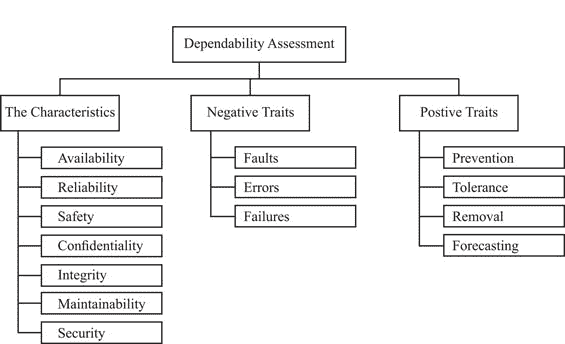 Dependability Assessment
The Characteristics
Negative Traits
Postive Traits
Availability
Reliability
Safety
Confidentiality
Integrity
Maintainability
Security
Faults
Errors
Failures
Prevention
Tolerance
Removal
Forecasting